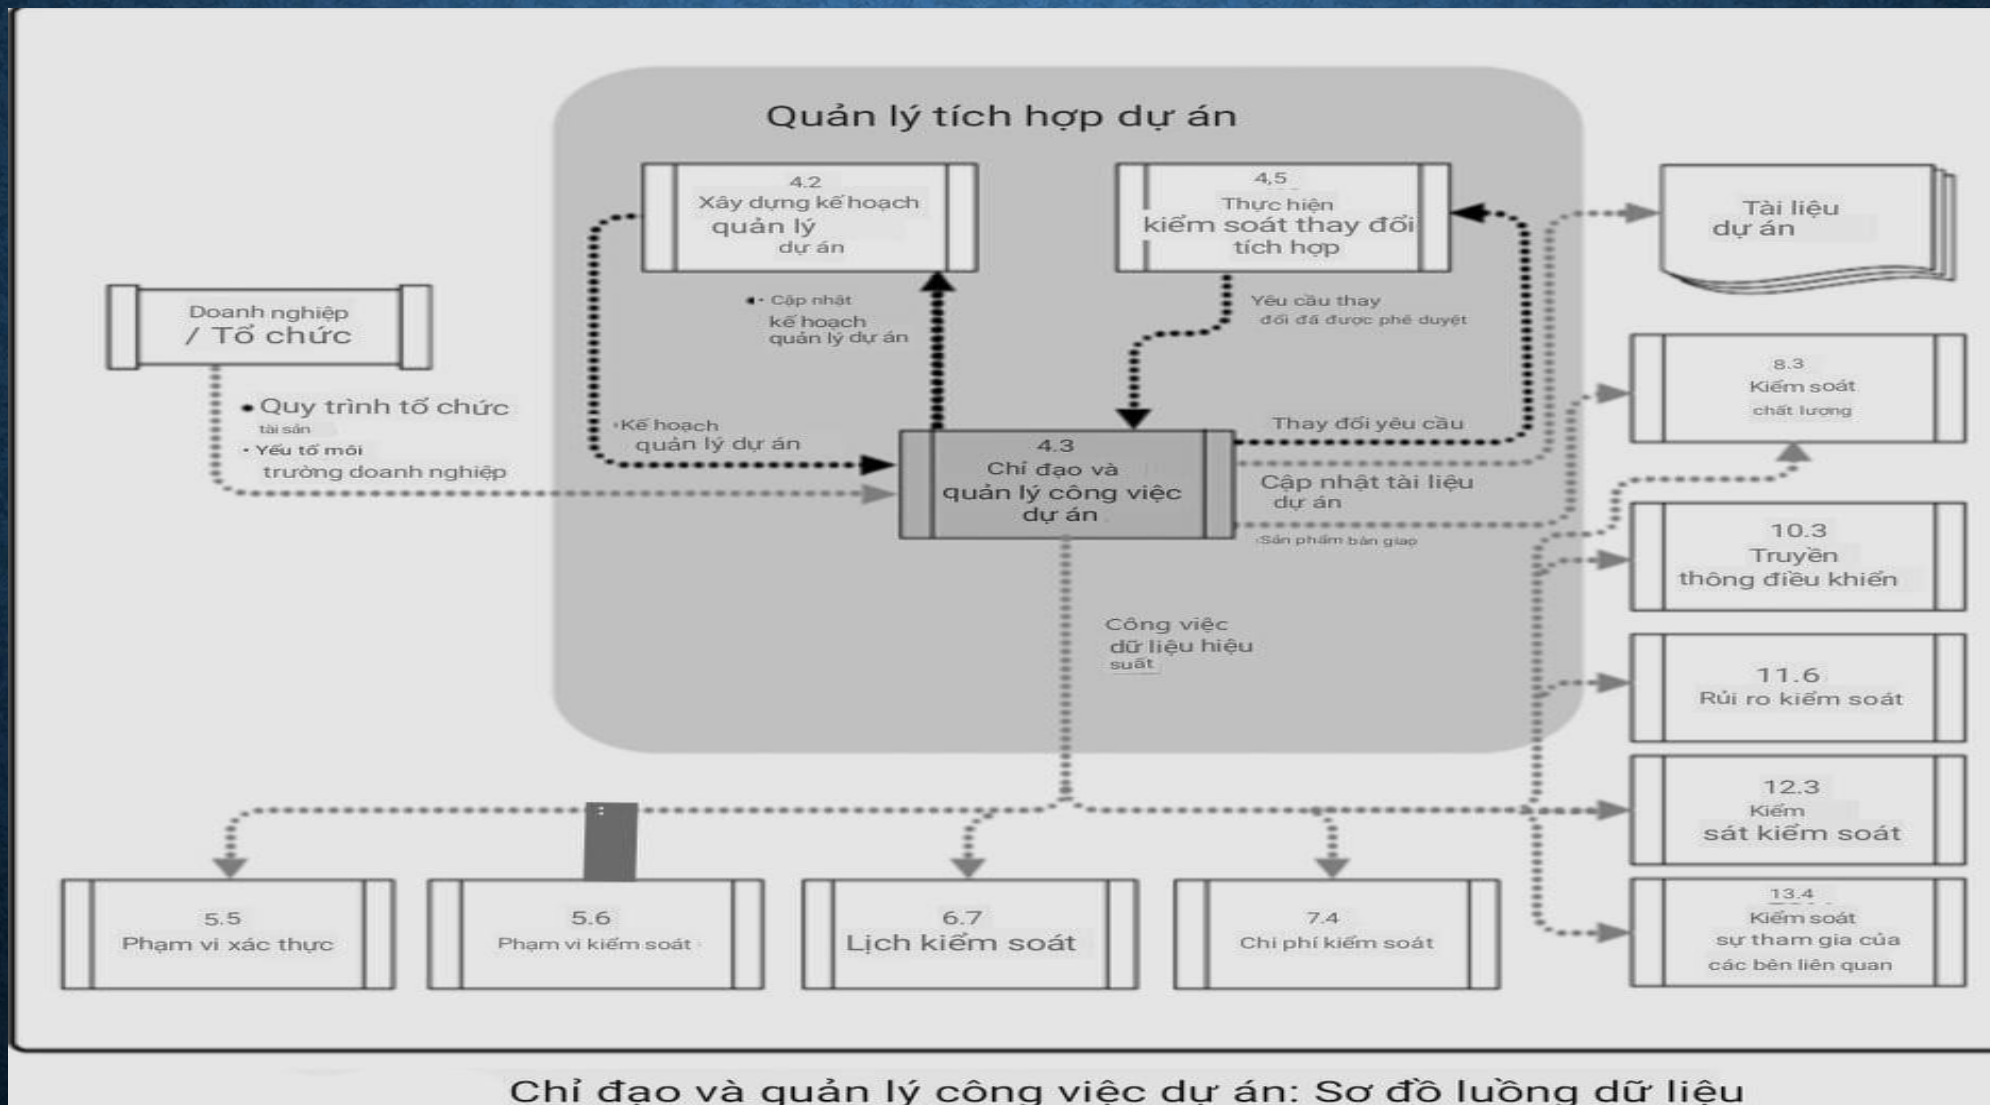 Quản lý tích hợp dự án
4.2
Xây dựng kế hoạch
quản lý
dự án
4,5
Thực hiện
kiểm soát thay đổi
tích hợp
Tài liệu
dự án
Doanh nghiệp
/ Tổ chức
• Cập nhật
kế hoạch
quản lý dự án
Yêu cầu thay
đổi đã được phê duyệt
8.3
Kiểm soát
chất lượng
• Quy trình tổ chức
tài sản
• Yếu tố môi
trường doanh nghiệp
•Kế hoạch
quản lý dự án
Thay đổi yêu cầu
4.3
Chỉ đạo và
quản lý công việc
dự án
Cập nhật tài liệu
dự án
•Sản phẩm bàn giao
10.3
Truyền
thông điều khiển
Công việc
dữ liệu hiệu
suất
11.6
Rủi ro kiểm soát
12.3
Kiểm
sát kiểm soát
5.5
Phạm vi xác thực
5.6
Phạm vi kiểm soát
6.7
Lịch kiểm soát
7.4
Chi phí kiểm soát
13.4
Kiểm soát
sự tham gia của
các bên liên quan
Chỉ đạo và quản lý công việc dự án: Sơ đồ luồng dữ liệu